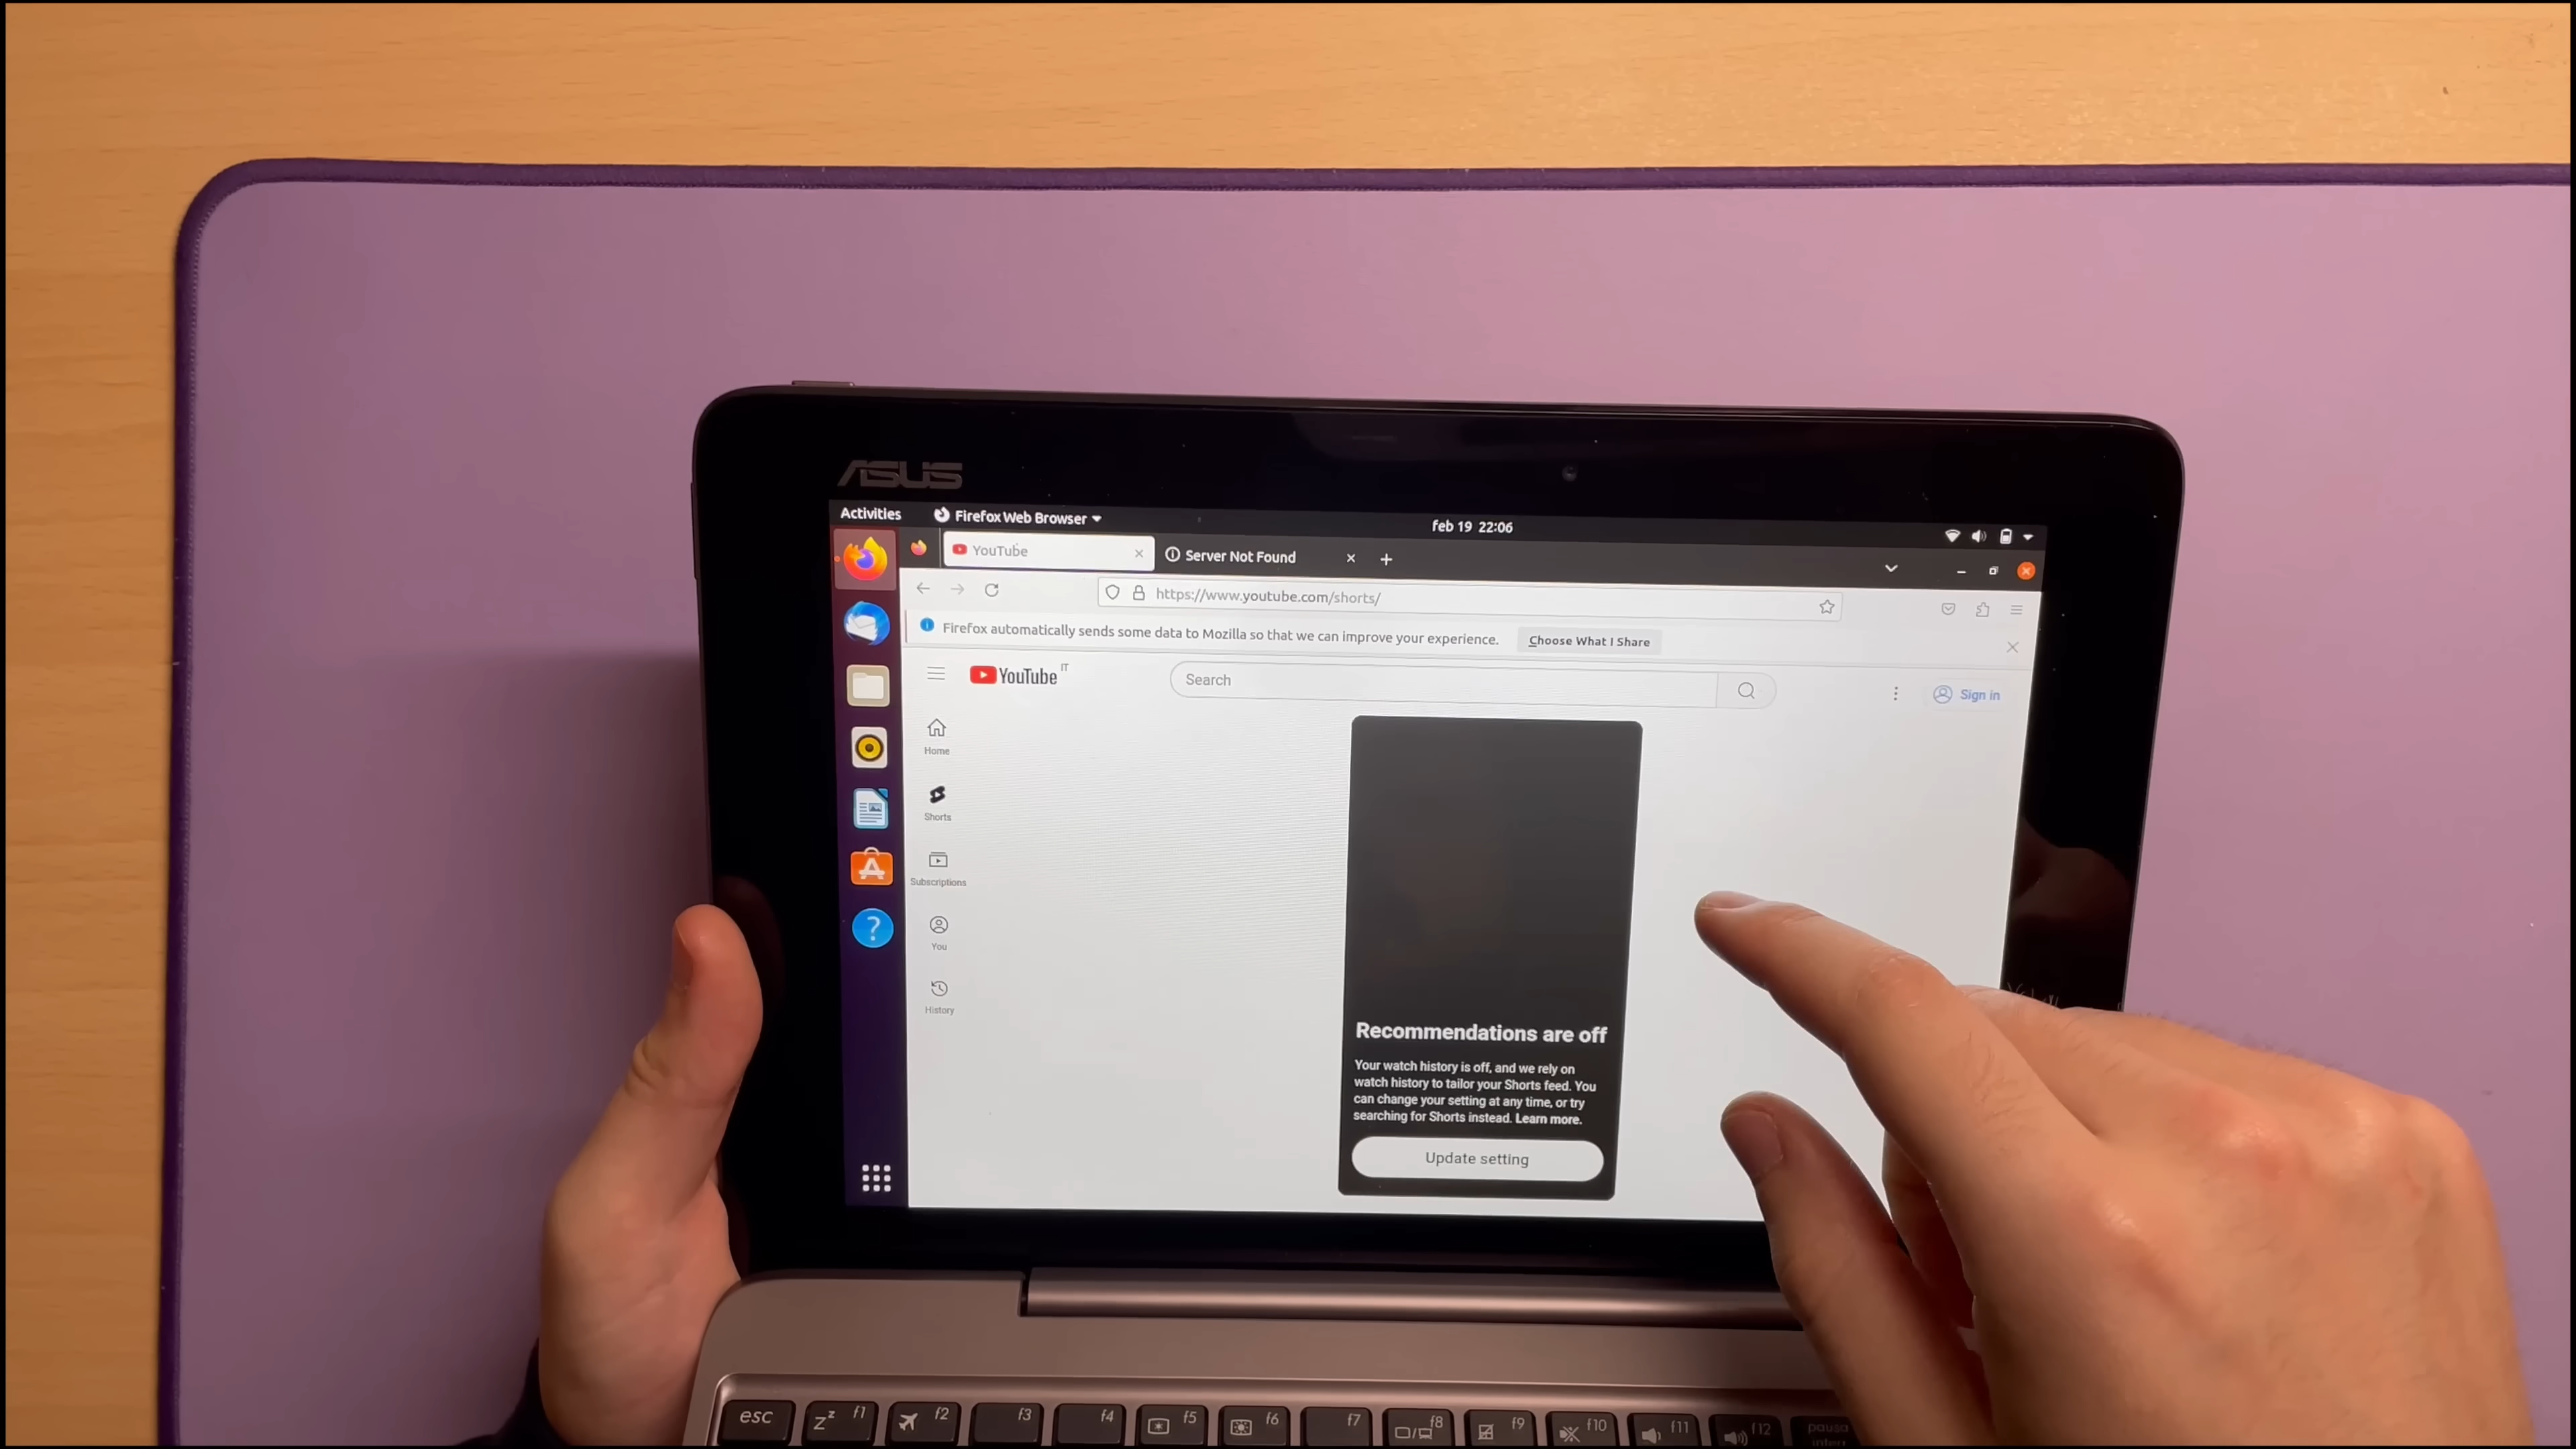 ASUS
Activities
Firefox Web Browser
feb 19 22:06
YouTube
Server Not Found
https://www.youtube.com/shorts/
Firefox automatically sends some data to Mozilla so that we can improve your experience.
Choose What I Share
YouTube IT
Search
Sign in
Home
Shorts
Subscriptions
You
History
Recommendations are off
Your watch history is off, and we rely on
watch history to tailor your Shorts feed. You
can change your setting at any time, or try
searching for Shorts instead. Learn more.
Update setting
esc zz f1 f2 f3 f4 f5 f6 f7 f8 f9 f10 f11 f12 pausa